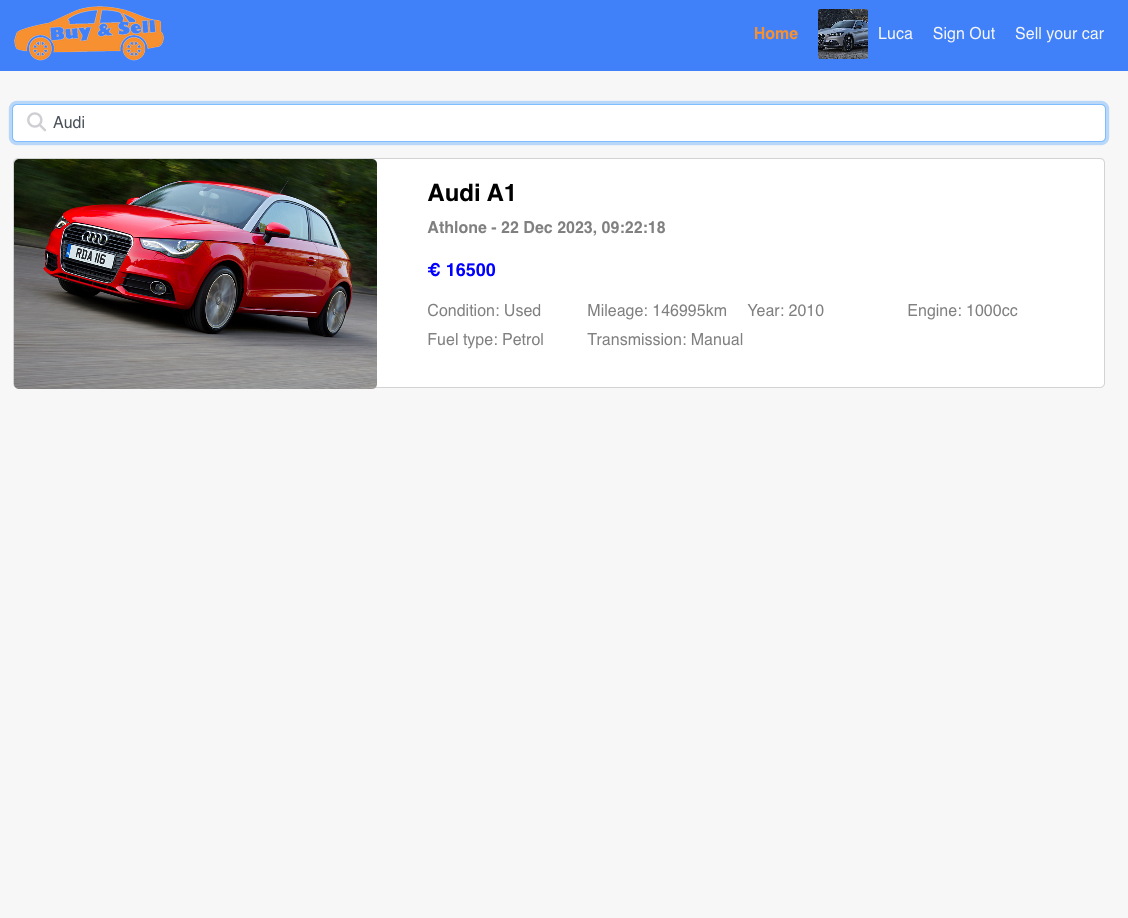 Buy & Sell
Home Luca Sign Out Sell your car
Audi
RDA 116
Audi A1
Athlone - 22 Dec 2023, 09:22:18
€ 16500
Condition: Used Mileage: 146995km Year: 2010 Engine: 1000cc
Fuel type: Petrol Transmission: Manual